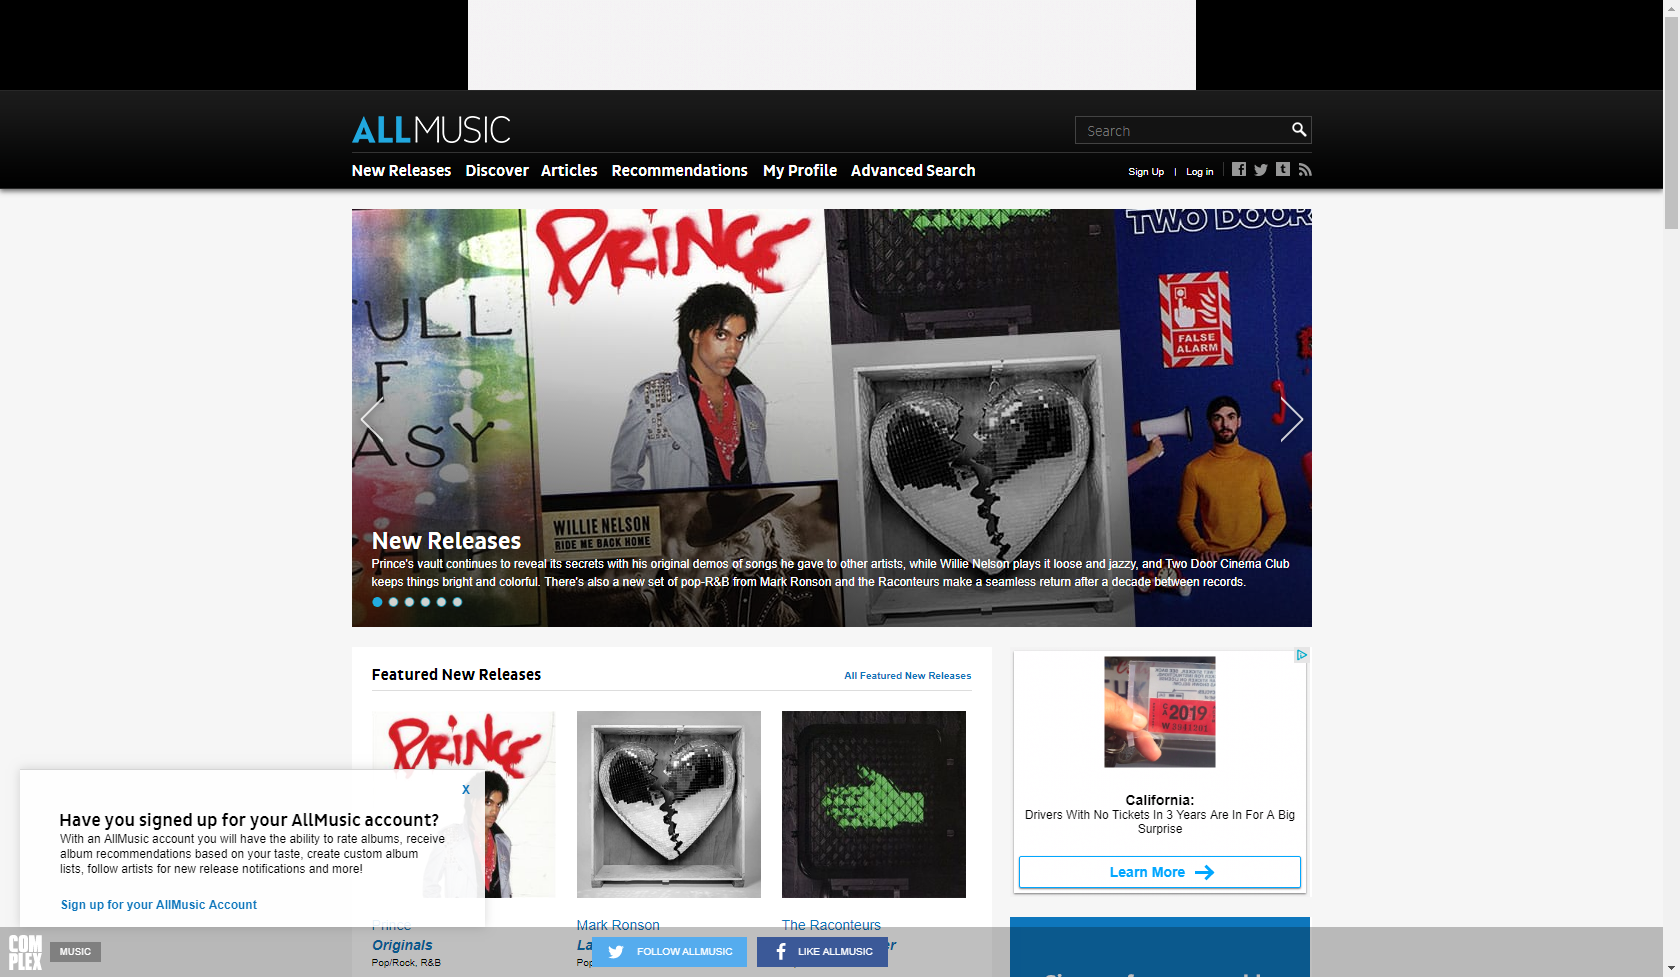 ALLMUSIC
Search
New Releases Discover Articles Recommendations My Profile Advanced Search
Sign Up | Log in
PRINCE
TWO DOOR
FULL
OF
EASY
FALSE
ALARM
WILLIE NELSON
RIDE ME BACK HOME
New Releases
Prince's vault continues to reveal its secrets with his original demos of songs he gave to other artists, while Willie Nelson plays it loose and jazzy, and Two Door Cinema Club
keeps things bright and colorful. There's also a new set of pop-R&B from Mark Ronson and the Raconteurs make a seamless return after a decade between records.
Featured New Releases
All Featured New Releases
PRINCE
CA 2019
W3941201
California:
Drivers With No Tickets In 3 Years Are In For A Big
Surprise
Learn More
X
Have you signed up for your AllMusic account?
With an AllMusic account you will have the ability to rate albums, receive
album recommendations based on your taste, create custom album
lists, follow artists for new release notifications and more!
Sign up for your AllMusic Account
Prince
Originals
Pop/Rock, R&B
Mark Ronson
La
Pop
The Raconteurs
er
COMPLEX
MUSIC
FOLLOW ALLMUSIC
LIKE ALLMUSIC